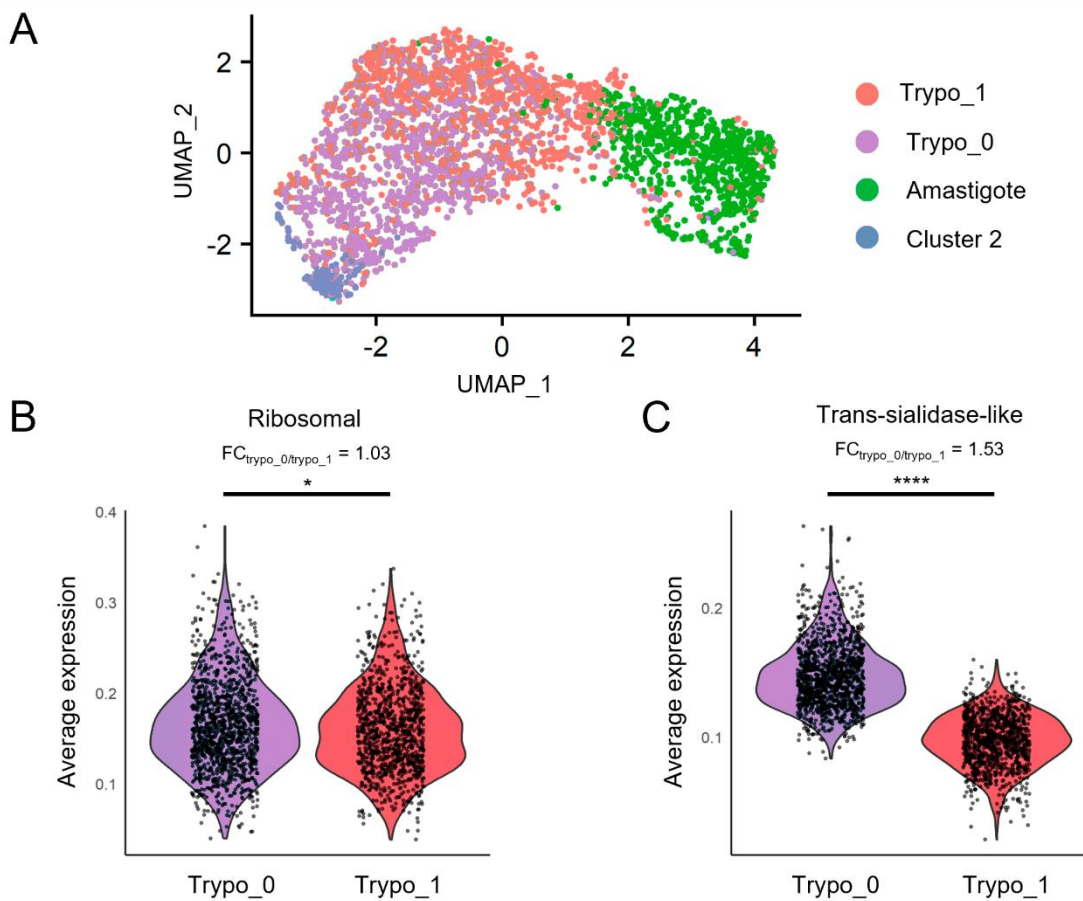 A
UMAP_2
2
0
-2
-2
0
2
4
UMAP_1
Trypo_1
Trypo_0
Amastigote
Cluster 2
B
Ribosomal
FCtrypo_0/trypo_1 = 1.03
*
Average expression
0.4
0.3
0.2
0.1
Trypo_0
Trypo_1
C
Trans-sialidase-like
FCtrypo_0/trypo_1 = 1.53
****
Average expression
0.2
0.1
Trypo_0
Trypo_1